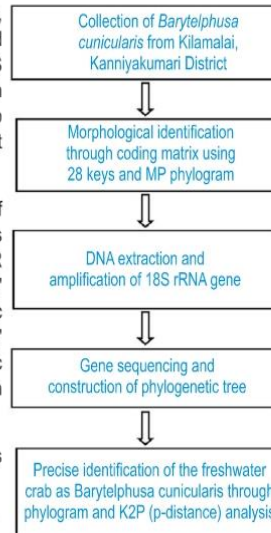 Collection of Barytelphusa
cunicularis from Kilamalai,
Kanniyakumari District
Morphological identification
through coding matrix using
28 keys and MP phylogram
DNA extraction and
amplification of 18S rRNA gene
Gene sequencing and
construction of phylogenetic tree
Precise identification of the freshwater
crab as Barytelphusa cunicularis through
phylogram and K2P (p-distance) analysis